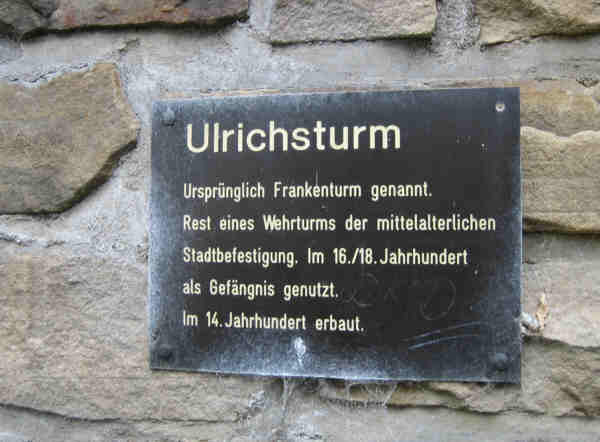 Ulrichsturm
Ursprünglich Frankenturm genannt.
Rest eines Wehrturms der mittelalterlichen
Stadtbefestigung. Im 16./18. Jahrhundert
als Gefängnis genutzt.
Im 14. Jahrhundert erbaut.